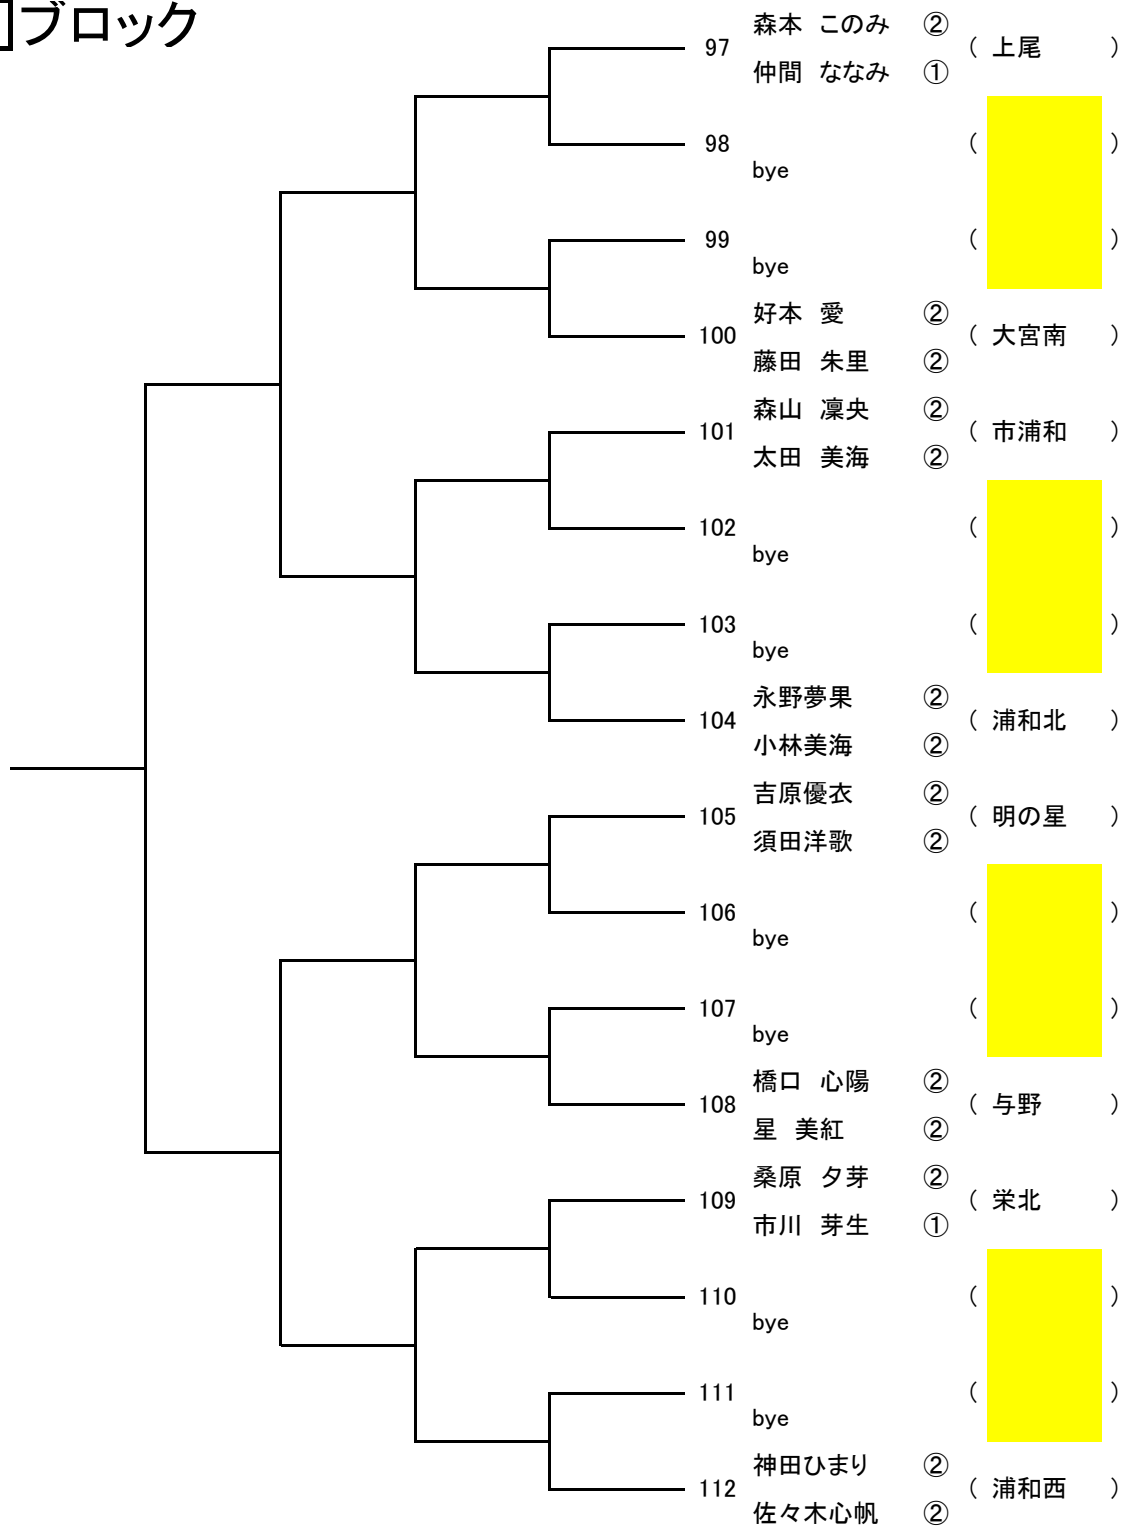 ブロック
森本 このみ ②
97 ( 上尾 )
仲間 ななみ ①
98 ( )
bye
99 ( )
bye
好本 愛 ②
100 ( 大宮南 )
藤田 朱里 ②
森山 凜央 ②
101 ( 市浦和 )
太田 美海 ②
102 ( )
bye
103 ( )
bye
永野夢果 ②
104 ( 浦和北 )
小林美海 ②
吉原優衣 ②
105 ( 明の星 )
須田洋歌 ②
106 ( )
bye
107 ( )
bye
橋口 心陽 ②
108 ( 与野 )
星 美紅 ②
桑原 夕芽 ②
109 ( 栄北 )
市川 芽生 ①
110 ( )
bye
111 ( )
bye
神田ひまり ②
112 ( 浦和西 )
佐々木心帆 ②